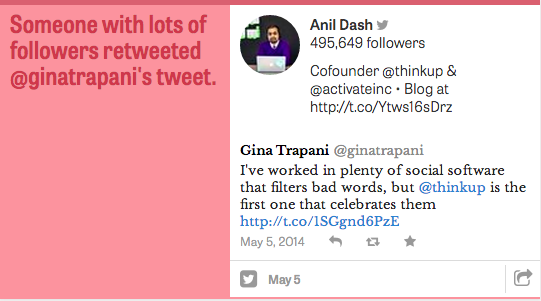 Someone with lots of
followers retweeted
@ginatrapani's tweet.
Anil Dash
495,649 followers
Cofounder @thinkup &
@activateinc • Blog at
http://t.co/Ytws16sDrz
Gina Trapani @ginatrapani
I've worked in plenty of social software
that filters bad words, but @thinkup is the
first one that celebrates them
http://t.co/lSGgnd6PzE
May 5, 2014
May 5